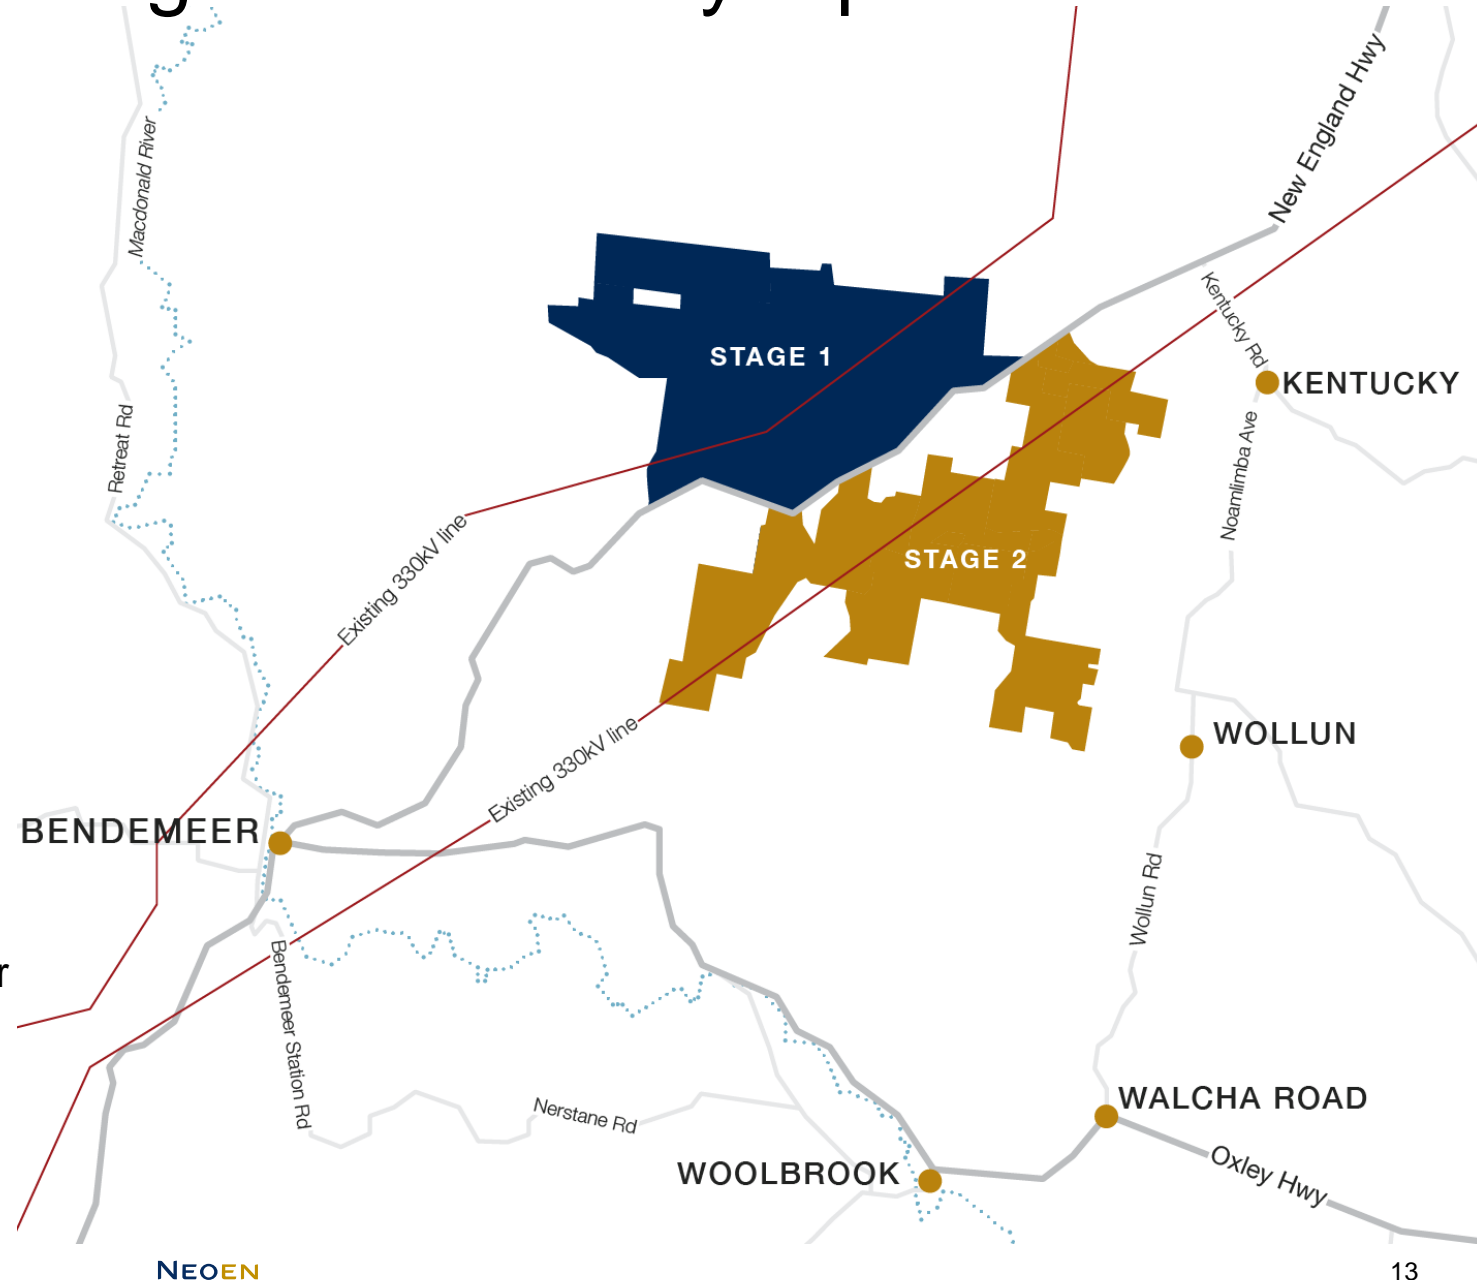 New England Hwy
Macdonald River
Kentucky Rd
STAGE 1
KENTUCKY
Retreat Rd
Noamlimba Ave
Existing 330kV line
STAGE 2
WOLLUN
Existing 330kV line
BENDEMEER
Wollun Rd
r
Bendemeer Station Rd
WALCHA ROAD
Nerstane Rd
Oxley Hwy
WOOLBROOK
NEOEN
13